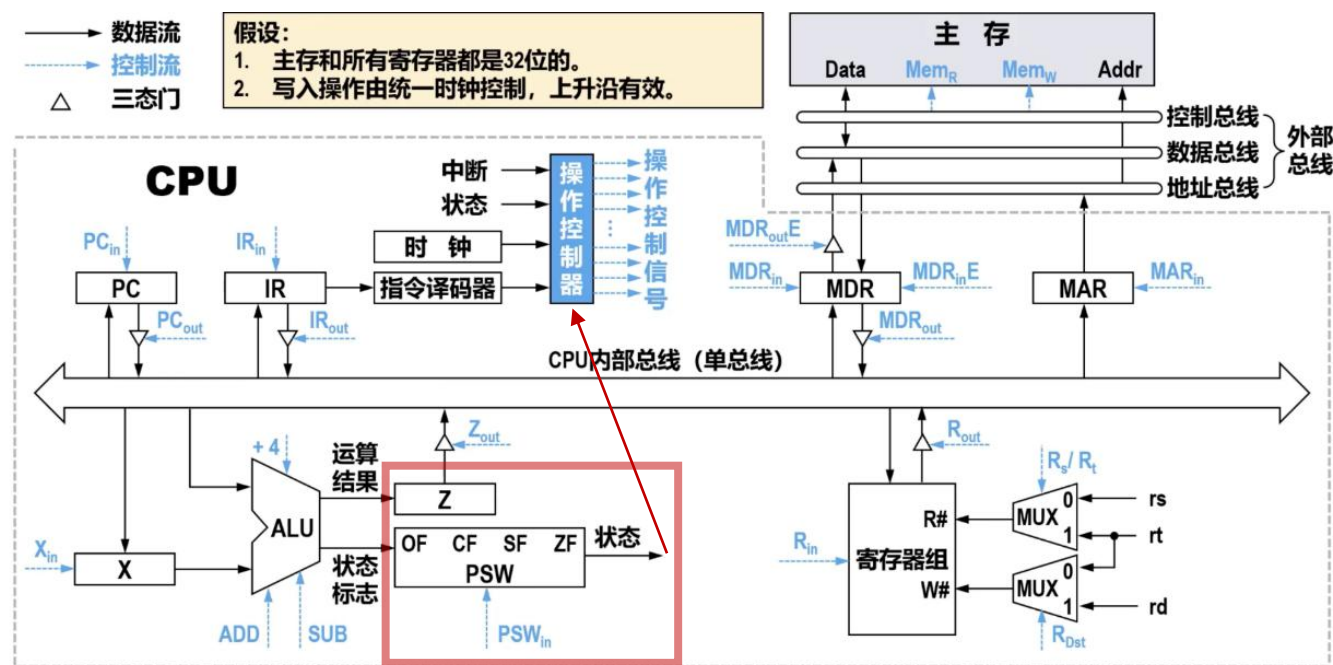 数据流
控制流
三态门
假设：
1. 主存和所有寄存器都是32位的。
2. 写入操作由统一时钟控制，上升沿有效。
主 存
Data MemR MemW Addr
控制总线
数据总线
地址总线
外部总线
CPU
中断
状态
时 钟
指令译码器
操作控制器
操作控制信号
PCin
PC
PCout
IRin
IR
IRout
MDRoutE
MDRin
MDR
MDRinE
MDRout
MAR
MARin
CPU内部总线（单总线）
+ 4
运算结果
Zout
Z
ALU
Xin
X
状态标志
OF CF SF ZF
PSW
状态
ADD
SUB
PSWin
Rout
Rin
寄存器组
R#
W#
Rs/ Rt
MUX
0
1
rs
rt
MUX
0
1
rd
RDst